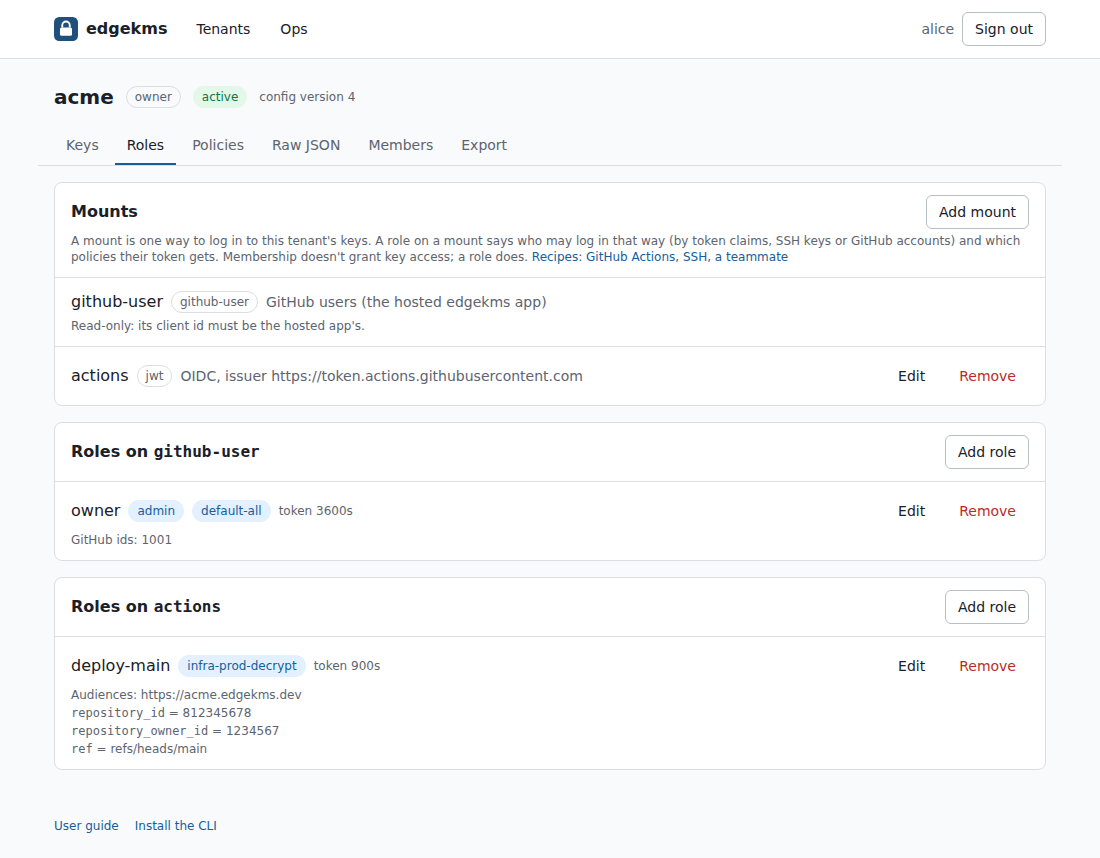 edgekms Tenants Ops alice Sign out
acme owner active config version 4
Keys Roles Policies Raw JSON Members Export
Mounts Add mount
A mount is one way to log in to this tenant's keys. A role on a mount says who may log in that way (by token claims, SSH keys or GitHub accounts) and which
policies their token gets. Membership doesn't grant key access; a role does. Recipes: GitHub Actions, SSH, a teammate
github-user github-user GitHub users (the hosted edgekms app)
Read-only: its client id must be the hosted app's.
actions jwt OIDC, issuer https://token.actions.githubusercontent.com Edit Remove
Roles on github-user Add role
owner admin default-all token 3600s Edit Remove
GitHub ids: 1001
Roles on actions Add role
deploy-main infra-prod-decrypt token 900s Edit Remove
Audiences: https://acme.edgekms.dev
repository_id = 812345678
repository_owner_id = 1234567
ref = refs/heads/main
User guide Install the CLI